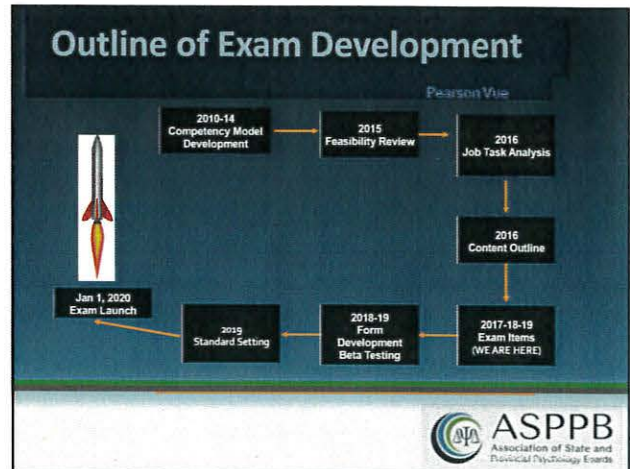 Outline of Exam Development
Pearson Vue
2010-14
Competency Model
Development
2015
Feasibility Review
2016
Job Task Analysis
2016
Content Outline
2017-18-19
Exam Items
(WE ARE HERE)
2018-19
Form
Development
Beta Testing
2019
Standard Setting
Jan 1, 2020
Exam Launch
ASPPB
Association of State and
Provincial Psychology Boards